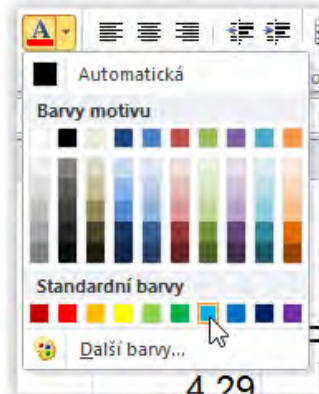 A
Automatická
Barvy motivu
Standardní barvy
Další barvy...
4,29